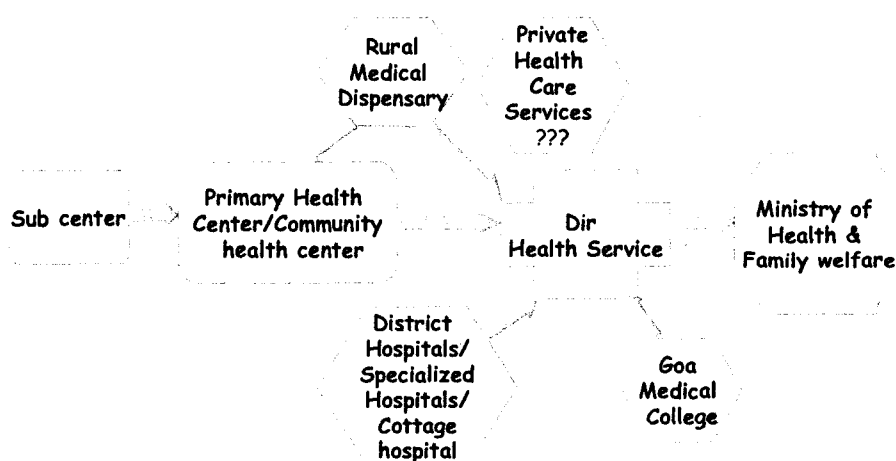 Rural
Medical
Dispensary
Private
Health
Care
Services
???
Sub center
Primary Health
Center/Community
health center
Dir
Health Service
Ministry of
Health &
Family welfare
District
Hospitals/
Specialized
Hospitals/
Cottage
hospital
Goa
Medical
College